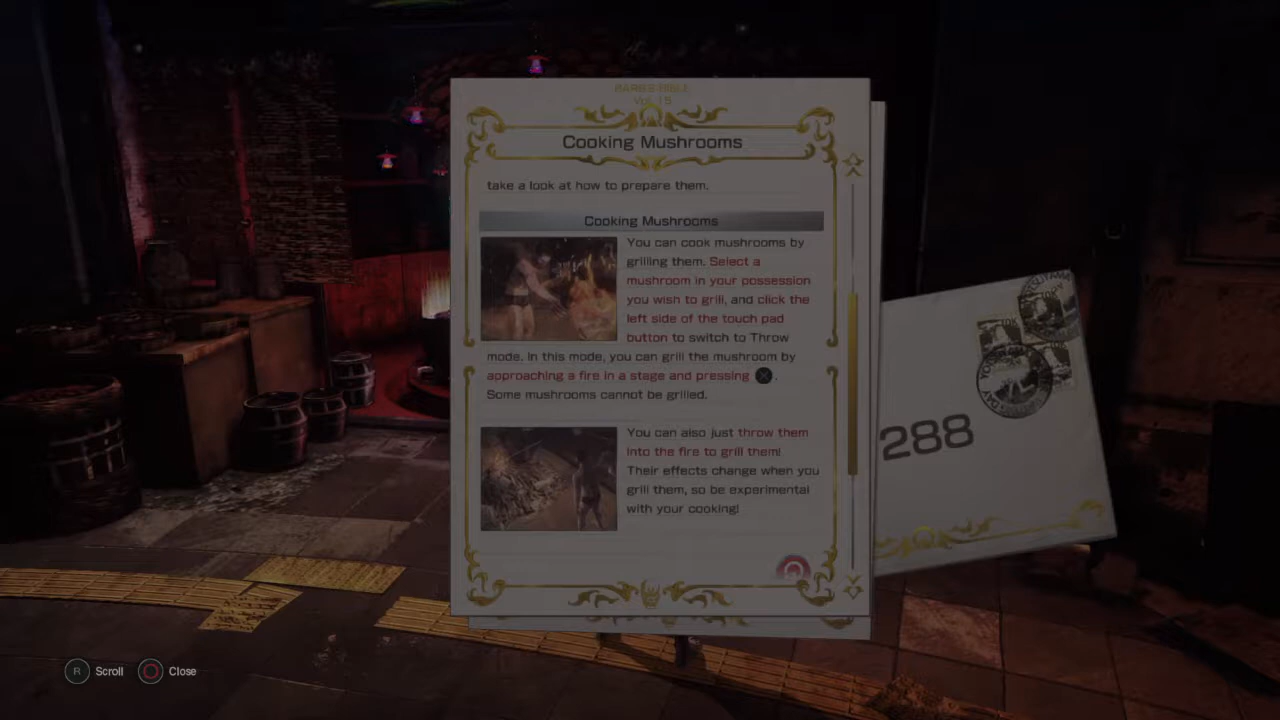 Vol. 15
Cooking Mushrooms
take a look at how to prepare them.
Cooking Mushrooms
You can cook mushrooms by
grilling them. Select a
mushroom in your possession
you wish to grill, and click the
left side of the touch pad
button to switch to Throw
mode. In this mode, you can grill the mushroom by
approaching a fire in a stage and pressing
Some mushrooms cannot be grilled.
You can also just throw them
into the fire to grill them!
Their effects change when you
grill them, so be experimental
with your cooking!
288
R Scroll Close